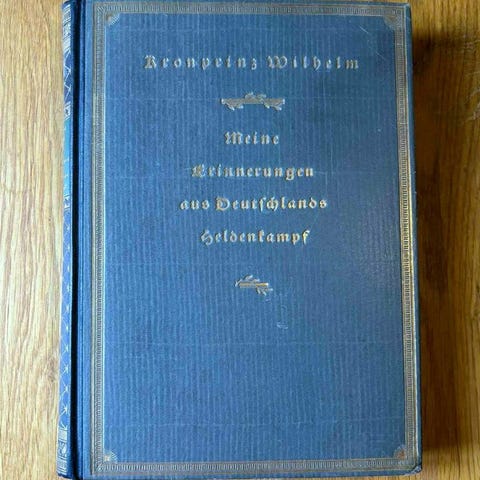 Kronprinz Wilhelm
Meine
Erinnerungen
aus Deutſchlands
Heldenkampf